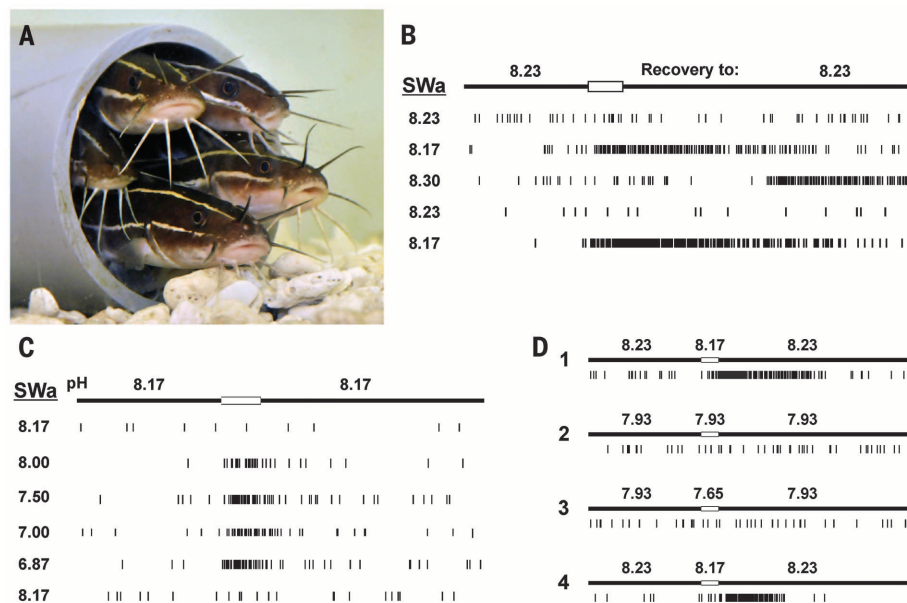 A
B
8.23 Recovery to: 8.23
SWa
8.23
8.17
8.30
8.23
8.17
C
SWa pH 8.17 8.17
8.17
8.00
7.50
7.00
6.87
8.17
D
1 8.23 8.17 8.23
2 7.93 7.93 7.93
3 7.93 7.65 7.93
4 8.23 8.17 8.23